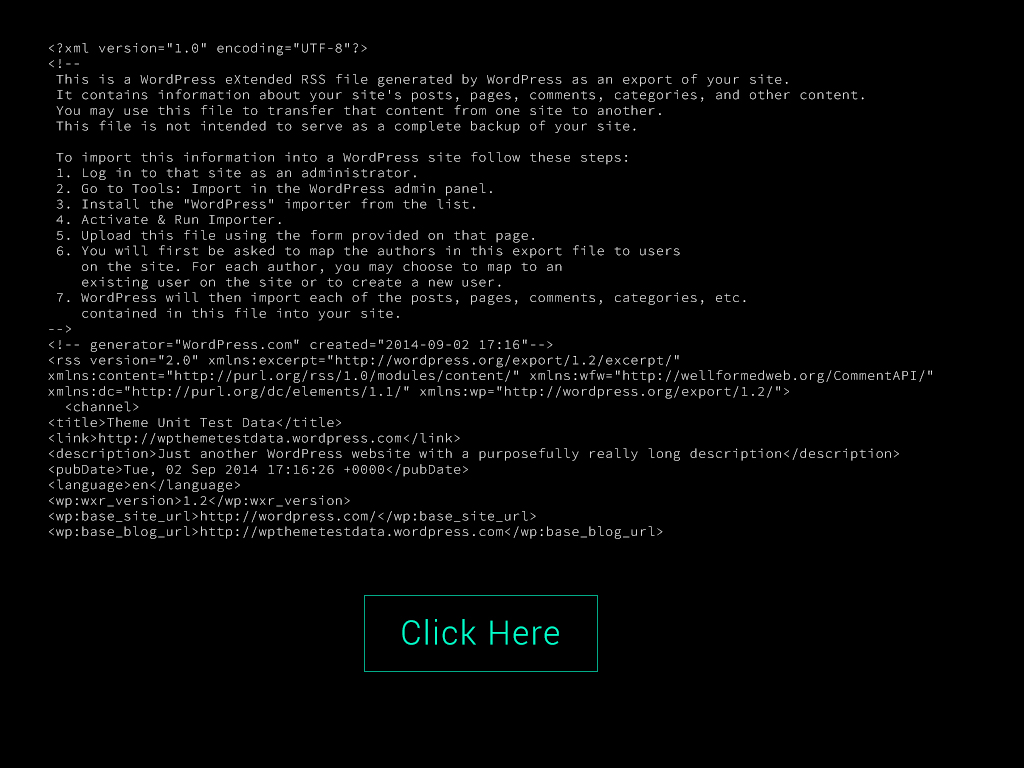 <?xml version="1.0" encoding="UTF-8"?>
<!--
This is a WordPress eXtended RSS file generated by WordPress as an export of your site.
It contains information about your site's posts, pages, comments, categories, and other content.
You may use this file to transfer that content from one site to another.
This file is not intended to serve as a complete backup of your site.
To import this information into a WordPress site follow these steps:
1. Log in to that site as an administrator.
2. Go to Tools: Import in the WordPress admin panel.
3. Install the "WordPress" importer from the list.
4. Activate & Run Importer.
5. Upload this file using the form provided on that page.
6. You will first be asked to map the authors in this export file to users
on the site. For each author, you may choose to map to an
existing user on the site or to create a new user.
7. WordPress will then import each of the posts, pages, comments, categories, etc.
contained in this file into your site.
-->
<!-- generator="WordPress.com" created="2014-09-02 17:16"-->
<rss version="2.0" xmlns:excerpt="http://wordpress.org/export/1.2/excerpt/"
xmlns:content="http://purl.org/rss/1.0/modules/content/" xmlns:wfw="http://wellformedweb.org/CommentAPI/"
xmlns:dc="http://purl.org/dc/elements/1.1/" xmlns:wp="http://wordpress.org/export/1.2/">
<channel>
<title>Theme Unit Test Data</title>
<link>http://wpthemetestdata.wordpress.com</link>
<description>Just another WordPress website with a purposefully really long description</description>
<pubDate>Tue, 02 Sep 2014 17:16:26 +0000</pubDate>
<language>en</language>
<wp:wxr_version>1.2</wp:wxr_version>
<wp:base_site_url>http://wordpress.com/</wp:base_site_url>
<wp:base_blog_url>http://wpthemetestdata.wordpress.com</wp:base_blog_url>
Click Here